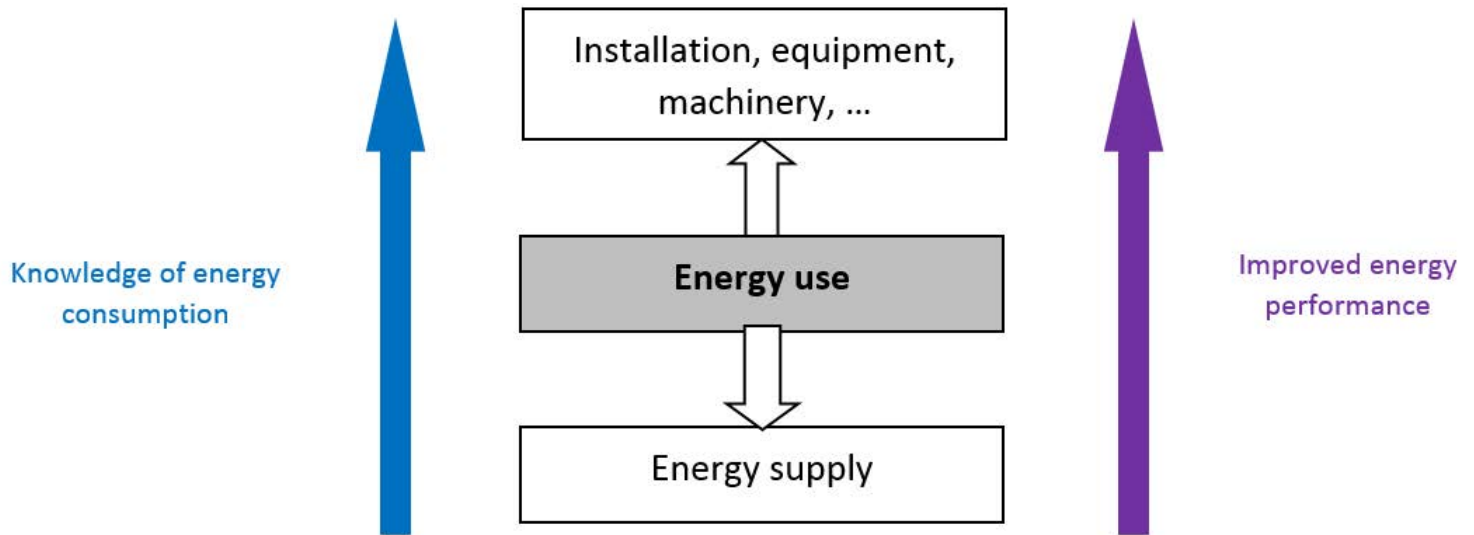 Installation, equipment,
machinery, ...
Knowledge of energy
consumption
Energy use
Improved energy
performance
Energy supply